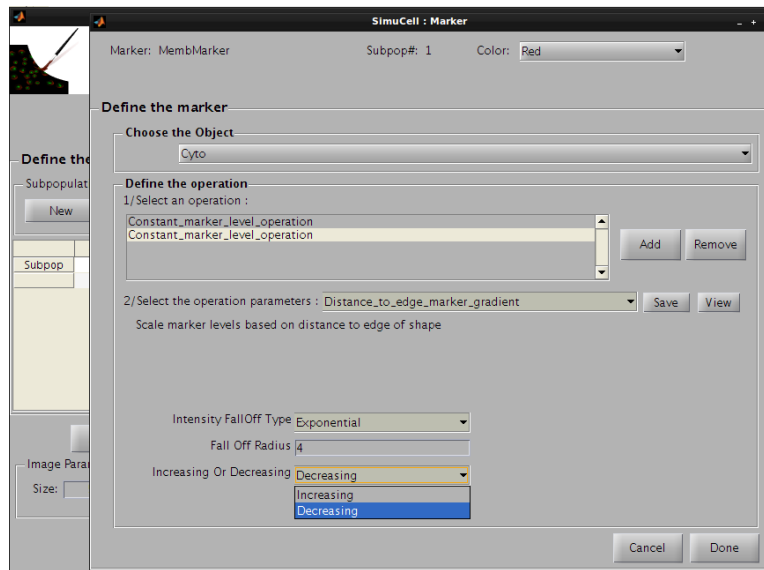 SimuCell : Marker
Marker: MembMarker Subpop#: 1 Color: Red
Define the marker
Choose the Object
Cyto
Define the
Define the operation
Subpopulat
1/Select an operation :
New
Constant_marker_level_operation
Constant_marker_level_operation
Add Remove
Subpop
2/Select the operation parameters : Distance_to_edge_marker_gradient Save View
Scale marker levels based on distance to edge of shape
Intensity FallOff Type Exponential
Fall Off Radius 4
Image Parar
Increasing Or Decreasing Decreasing
Size:
Increasing
Decreasing
Cancel Done